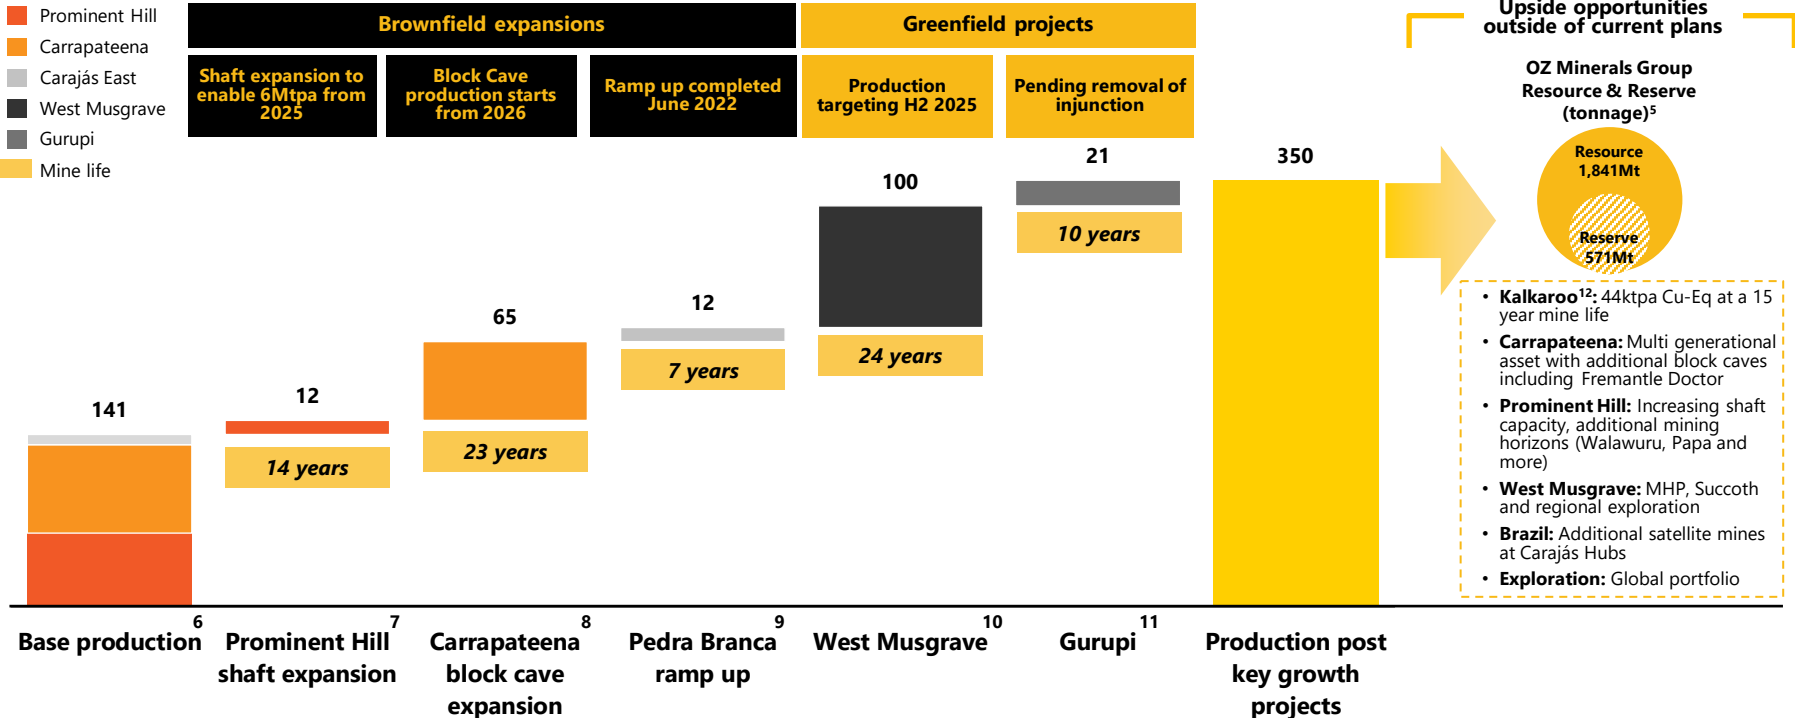 Prominent Hill
Carrapateena
Carajás East
West Musgrave
Gurupi
Mine life
Brownfield expansions
Greenfield projects
Shaft expansion to
enable 6Mtpa from
2025
Block Cave
production starts
from 2026
Ramp up completed
June 2022
Production
targeting H2 2025
Pending removal of
injunction
141
12
14 years
65
23 years
12
7 years
100
24 years
21
10 years
350
Base production 6
Prominent Hill 7
shaft expansion
Carrapateena 8
block cave
expansion
Pedra Branca 9
ramp up
West Musgrave 10
Gurupi 11
Production post
key growth
projects
Upside opportunities
outside of current plans
OZ Minerals Group
Resource & Reserve
(tonnage)5
Resource
1,841Mt
Reserve
571Mt
• Kalkaroo12: 44ktpa Cu-Eq at a 15
year mine life
• Carrapateena: Multi generational
asset with additional block caves
including Fremantle Doctor
• Prominent Hill: Increasing shaft
capacity, additional mining
horizons (Walawuru, Papa and
more)
• West Musgrave: MHP, Succoth
and regional exploration
• Brazil: Additional satellite mines
at Carajás Hubs
• Exploration: Global portfolio